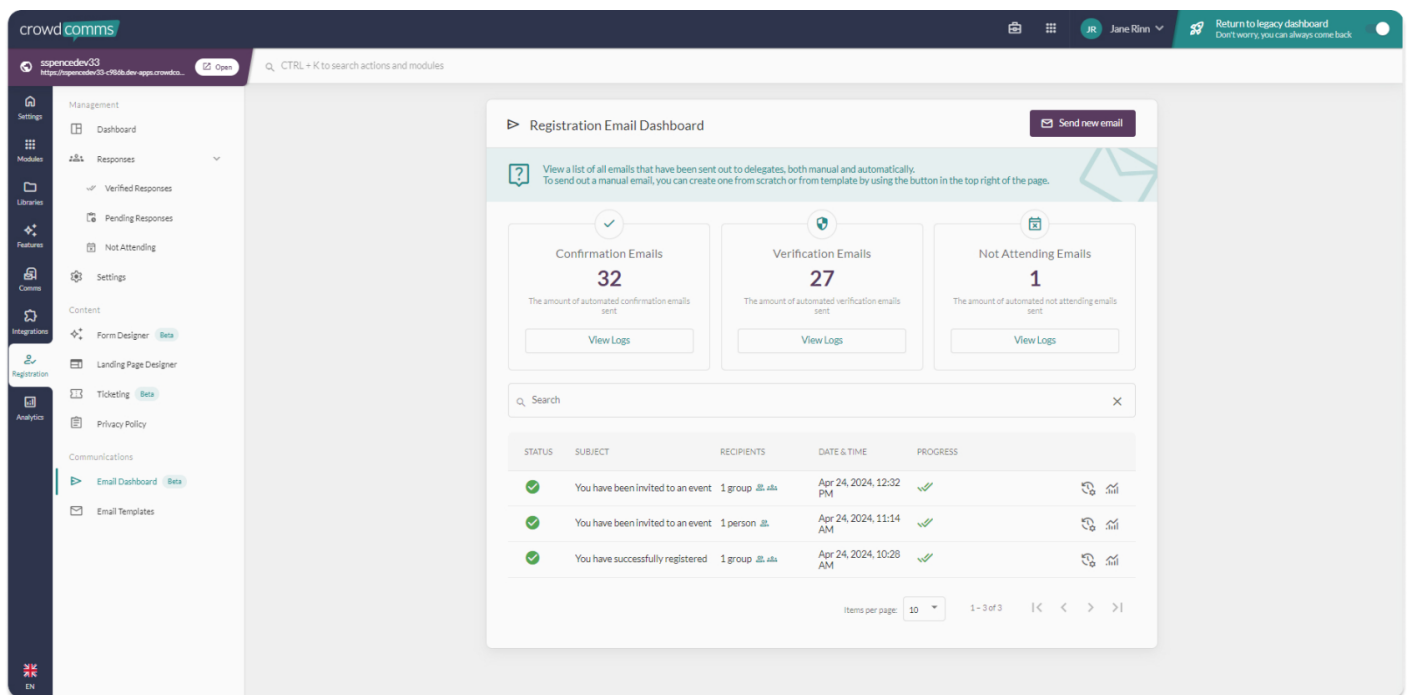 crowdcomms
JR
Jane Rinn
Return to legacy dashboard
Don't worry, you can always come back
sspencedev33
https://sspencedev33-c986b.dev-apps.crowdco...
Open
CTRL + K to search actions and modules
Settings
Modules
Libraries
Features
Comms
Integrations
Registration
Analytics
EN
Management
Dashboard
Responses
Verified Responses
Pending Responses
Not Attending
Settings
Content
Form Designer Beta
Landing Page Designer
Ticketing Beta
Privacy Policy
Communications
Email Dashboard Beta
Email Templates
Registration Email Dashboard
Send new email
View a list of all emails that have been sent out to delegates, both manual and automatically.
To send out a manual email, you can create one from scratch or from template by using the button in the top right of the page.
Confirmation Emails
32
The amount of automated confirmation emails
sent
View Logs
Verification Emails
27
The amount of automated verification emails
sent
View Logs
Not Attending Emails
1
The amount of automated not attending emails
sent
View Logs
Search
STATUS SUBJECT RECIPIENTS DATE & TIME PROGRESS
You have been invited to an event 1 group Apr 24, 2024, 12:32
PM
You have been invited to an event 1 person Apr 24, 2024, 11:14
AM
You have successfully registered 1 group Apr 24, 2024, 10:28
AM
Items per page: 10 1 – 3 of 3